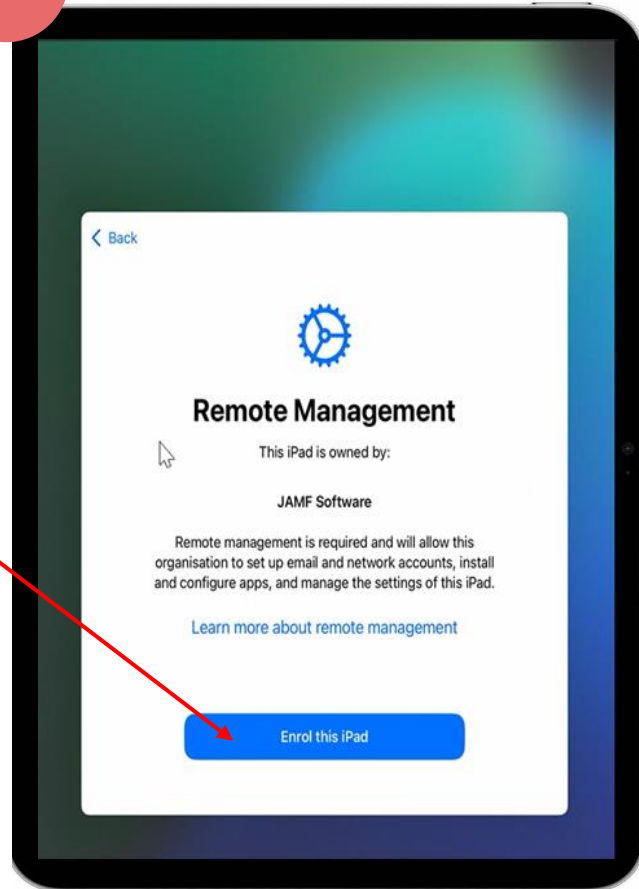 Back
Remote Management
This iPad is owned by:
JAMF Software
Remote management is required and will allow this
organisation to set up email and network accounts, install
and configure apps, and manage the settings of this iPad.
Learn more about remote management
Enrol this iPad